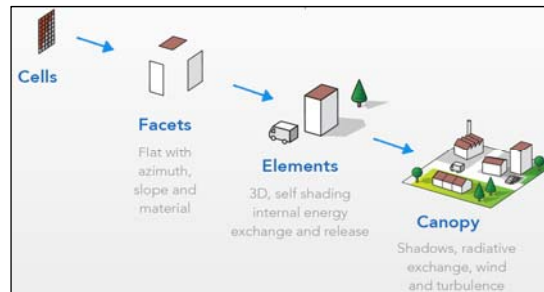 Cells
Facets
Flat with
azimuth,
slope and
material
Elements
3D, self shading
internal energy
exchange and release
Canopy
Shadows, radiative
exchange, wind
and turbulence